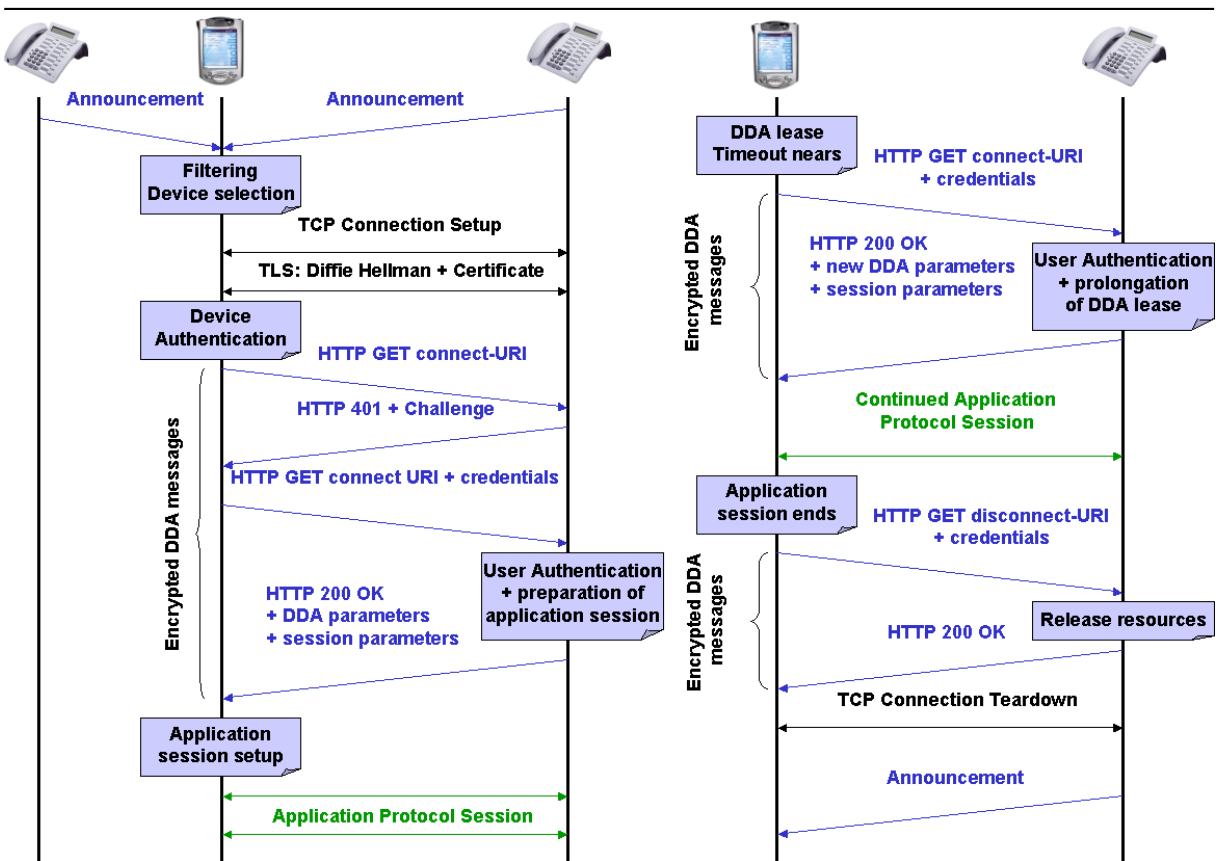 Announcement
Announcement
Filtering
Device selection
TCP Connection Setup
TLS: Diffie Hellman + Certificate
Device
Authentication
HTTP GET connect-URI
HTTP 401 + Challenge
HTTP GET connect URI + credentials
Encrypted DDA messages
User Authentication
+ preparation of
application session
HTTP 200 OK
+ DDA parameters
+ session parameters
Application
session setup
Application Protocol Session
DDA lease
Timeout nears
HTTP GET connect-URI
+ credentials
Encrypted DDA
messages
HTTP 200 OK
+ new DDA parameters
+ session parameters
User Authentication
+ prolongation
of DDA lease
Continued Application
Protocol Session
Application
session ends
HTTP GET disconnect-URI
+ credentials
Encrypted DDA
messages
Release resources
HTTP 200 OK
TCP Connection Teardown
Announcement